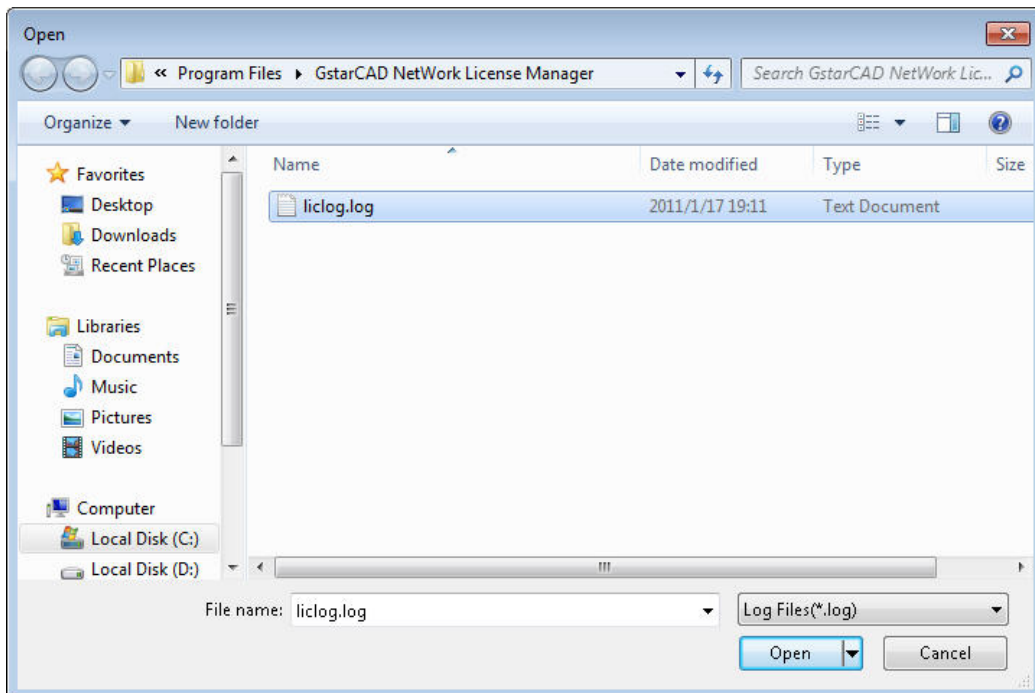 Open
« Program Files ▸ GstarCAD NetWork License Manager
Search GstarCAD NetWork Lic...
Organize
New folder
Name
Date modified
Type
Size
liclog.log
2011/1/17 19:11
Text Document
Favorites
Desktop
Downloads
Recent Places
Libraries
Documents
Music
Pictures
Videos
Computer
Local Disk (C:)
Local Disk (D:)
File name: liclog.log
Log Files(*.log)
Open
Cancel